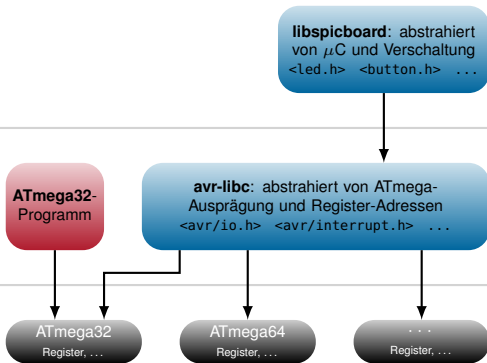 libspicboard: abstrahiert
von μC und Verschaltung
<led.h> <button.h> ...
ATmega32-
Programm
avr-libc: abstrahiert von ATmega-
Ausprägung und Register-Adressen
<avr/io.h> <avr/interrupt.h> ...
ATmega32
Register, ...
ATmega64
Register, ...
...
Register, ...